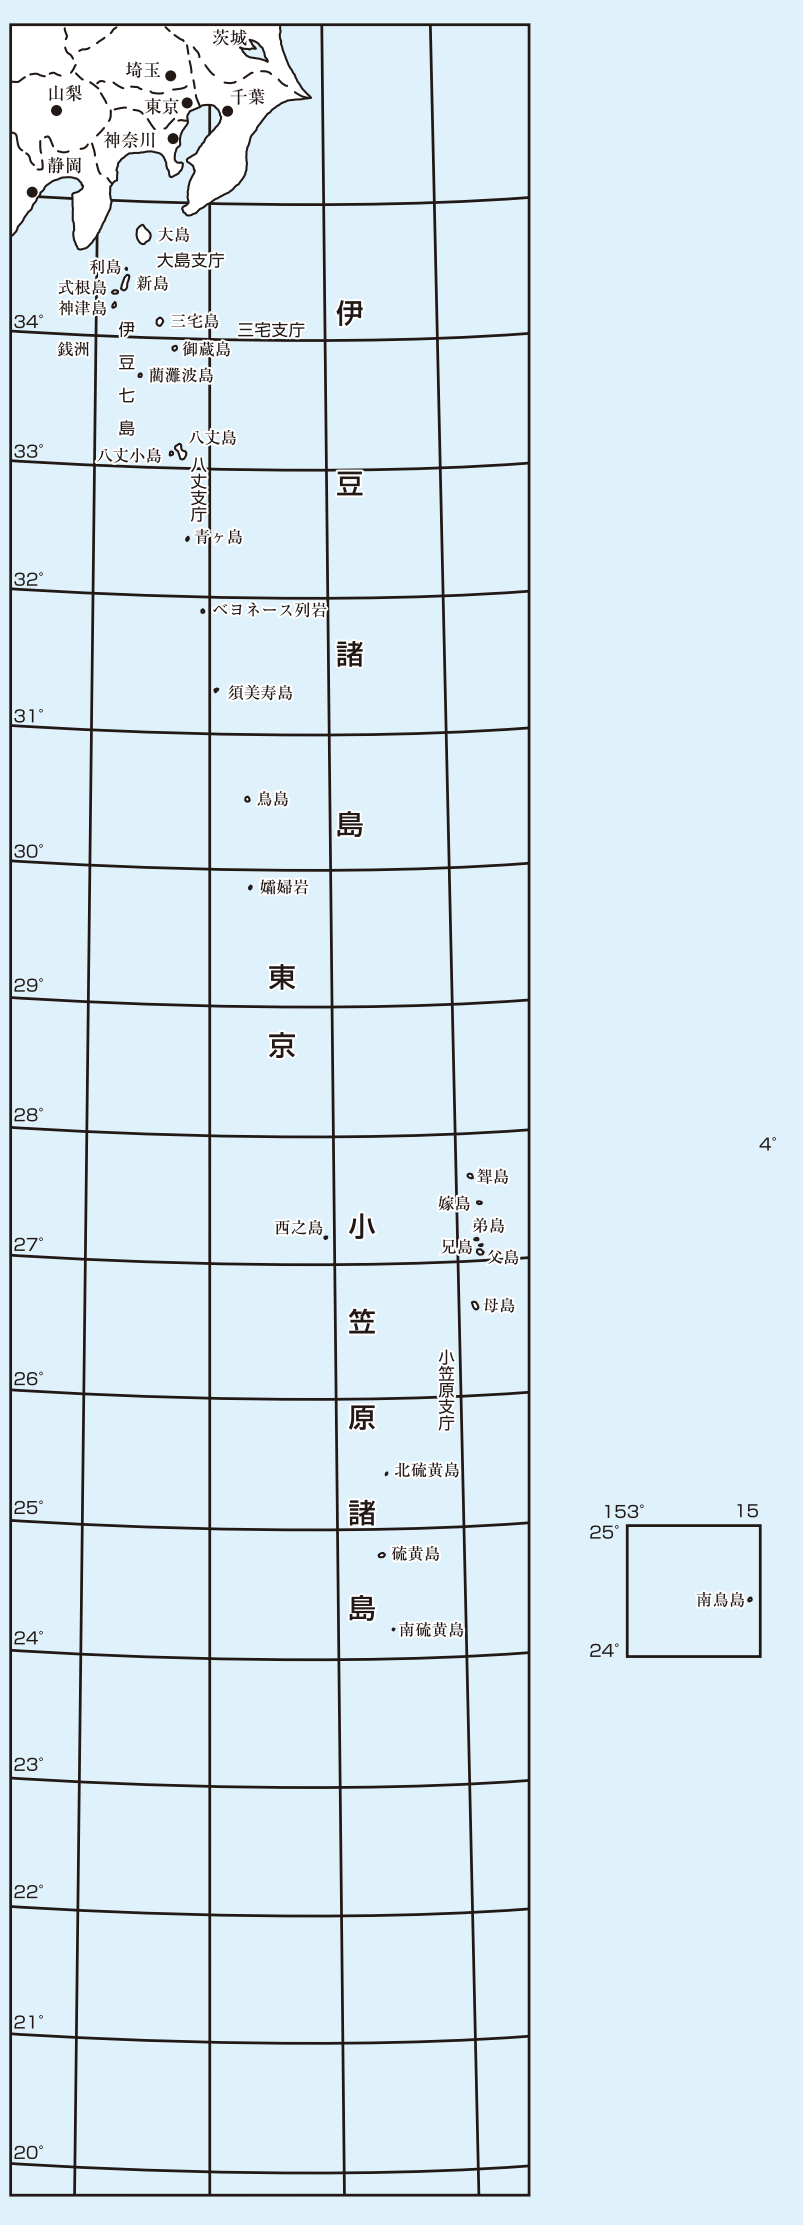 茨城
埼玉
山梨
千葉
東京
神奈川
静岡
大島
大島支庁
利島
新島
式根島
神津島
34°
三宅島
三宅支庁
銭洲
御蔵島
藺灘波島
伊豆七島
八丈島
33°
八丈小島
八丈支庁
青ヶ島
32°
ベヨネース列岩
須美寿島
31°
鳥島
30°
孀婦岩
伊豆諸島
29°
東京
28°
4°
聟島
嫁島
西之島
弟島
27°
兄島
父島
母島
26°
小笠原支庁
小笠原諸島
北硫黄島
25°
硫黄島
南硫黄島
24°
153°
15
25°
南鳥島
24°
23°
22°
21°
20°